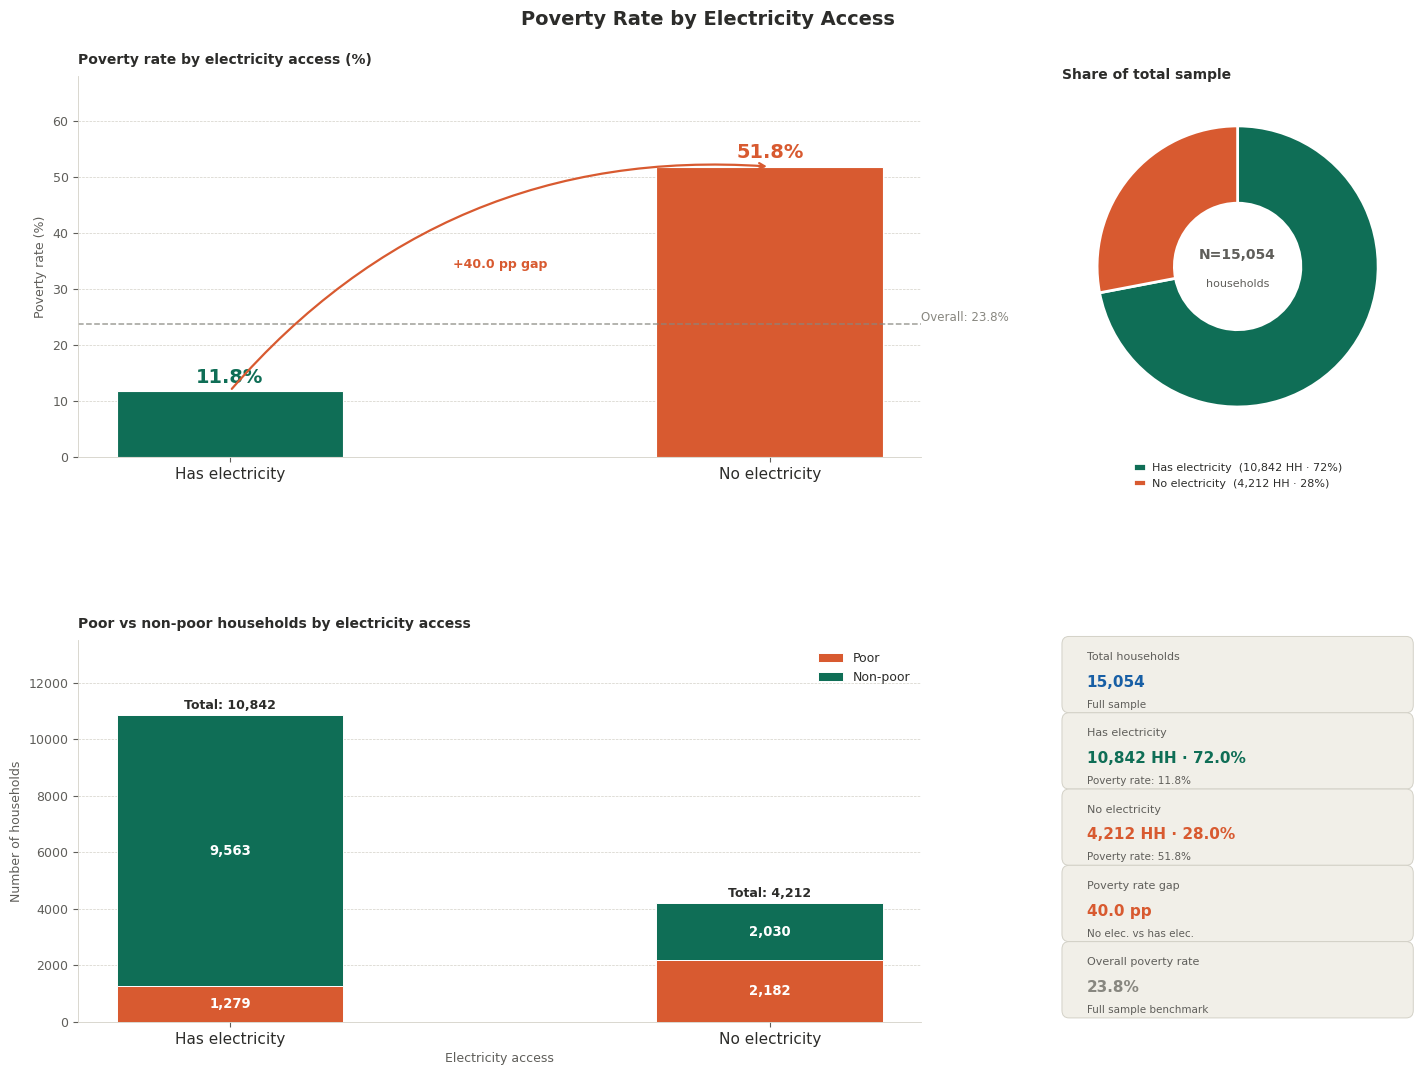 Poverty Rate by Electricity Access
Poverty rate by electricity access (%)
Poverty rate (%)
60
50
40
30
20
10
0
11.8%
51.8%
+40.0 pp gap
Overall: 23.8%
Has electricity
No electricity
Share of total sample
N=15,054
households
Has electricity (10,842 HH · 72%)
No electricity (4,212 HH · 28%)
Poor vs non-poor households by electricity access
Number of households
12000
10000
8000
6000
4000
2000
0
Poor
Non-poor
Total: 10,842
9,563
1,279
Total: 4,212
2,030
2,182
Has electricity
No electricity
Electricity access
Total households
15,054
Full sample
Has electricity
10,842 HH · 72.0%
Poverty rate: 11.8%
No electricity
4,212 HH · 28.0%
Poverty rate: 51.8%
Poverty rate gap
40.0 pp
No elec. vs has elec.
Overall poverty rate
23.8%
Full sample benchmark